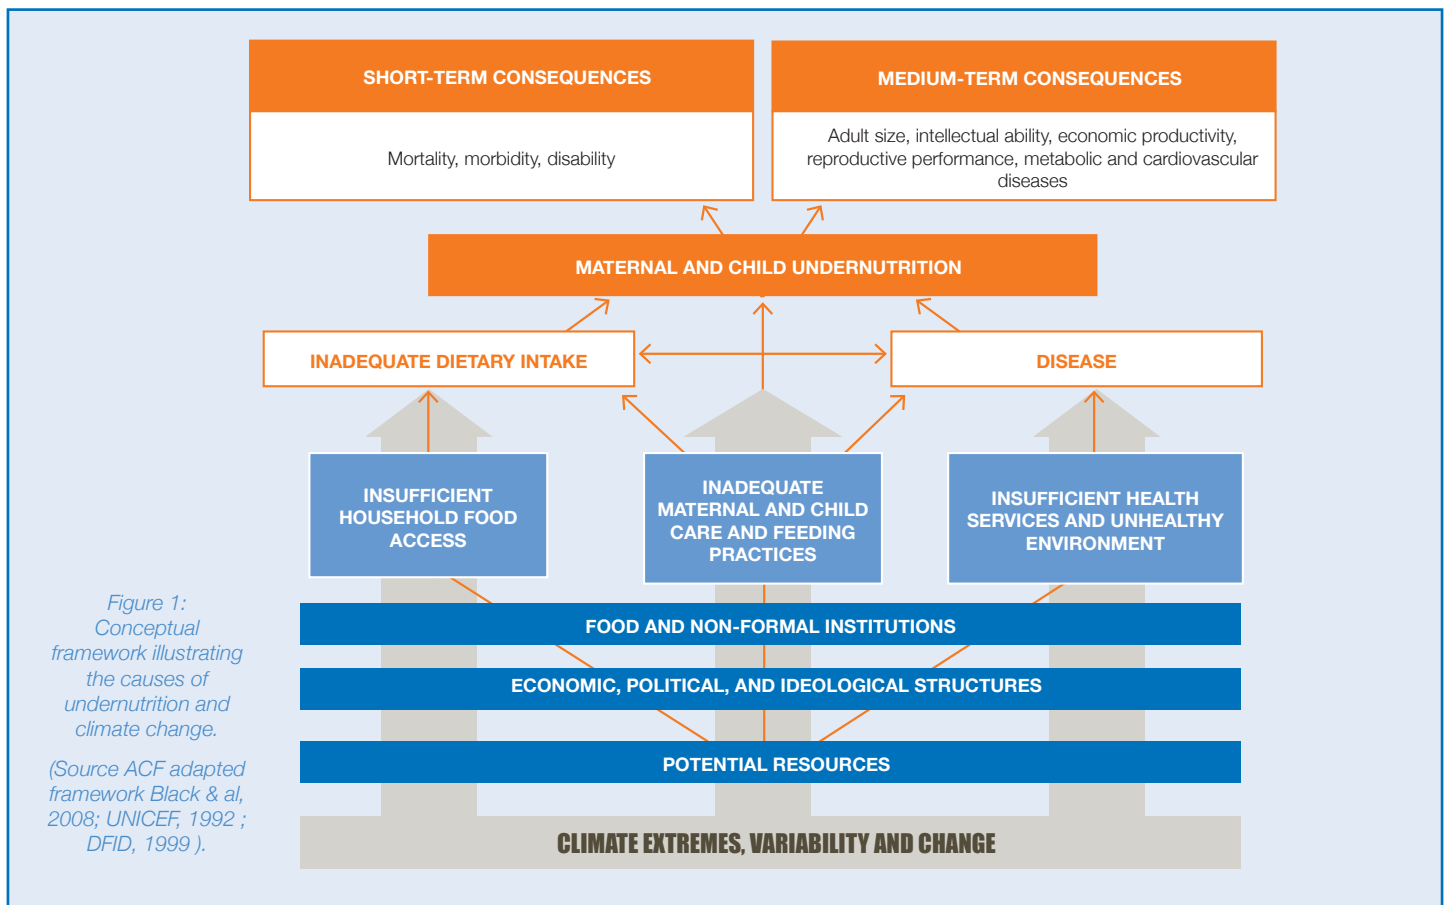 SHORT-TERM CONSEQUENCES
Mortality, morbidity, disability
MEDIUM-TERM CONSEQUENCES
Adult size, intellectual ability, economic productivity,
reproductive performance, metabolic and cardiovascular
diseases
MATERNAL AND CHILD UNDERNUTRITION
INADEQUATE DIETARY INTAKE
DISEASE
INSUFFICIENT
HOUSEHOLD FOOD
ACCESS
INADEQUATE
MATERNAL AND CHILD
CARE AND FEEDING
PRACTICES
INSUFFICIENT HEALTH
SERVICES AND UNHEALTHY
ENVIRONMENT
FOOD AND NON-FORMAL INSTITUTIONS
ECONOMIC, POLITICAL, AND IDEOLOGICAL STRUCTURES
POTENTIAL RESOURCES
CLIMATE EXTREMES, VARIABILITY AND CHANGE
Figure 1:
Conceptual
framework illustrating
the causes of
undernutrition and
climate change.
(Source ACF adapted
framework Black & al,
2008; UNICEF, 1992 ;
DFID, 1999 ).